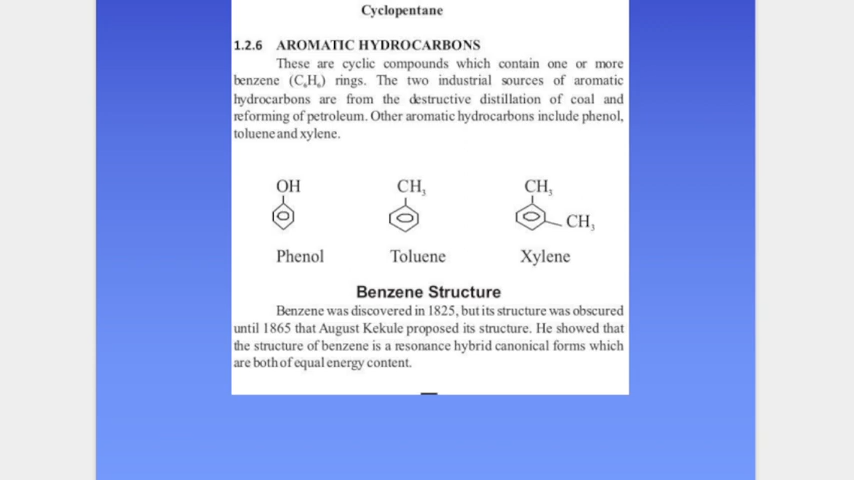 Cyclopentane
1.2.6 AROMATIC HYDROCARBONS
These are cyclic compounds which contain one or more
benzene (C₆H₆) rings. The two industrial sources of aromatic
hydrocarbons are from the destructive distillation of coal and
reforming of petroleum. Other aromatic hydrocarbons include phenol,
toluene and xylene.
OH CH₃ CH₃
CH₃
Phenol Toluene Xylene
Benzene Structure
Benzene was discovered in 1825, but its structure was obscured
until 1865 that August Kekule proposed its structure. He showed that
the structure of benzene is a resonance hybrid canonical forms which
are both of equal energy content.